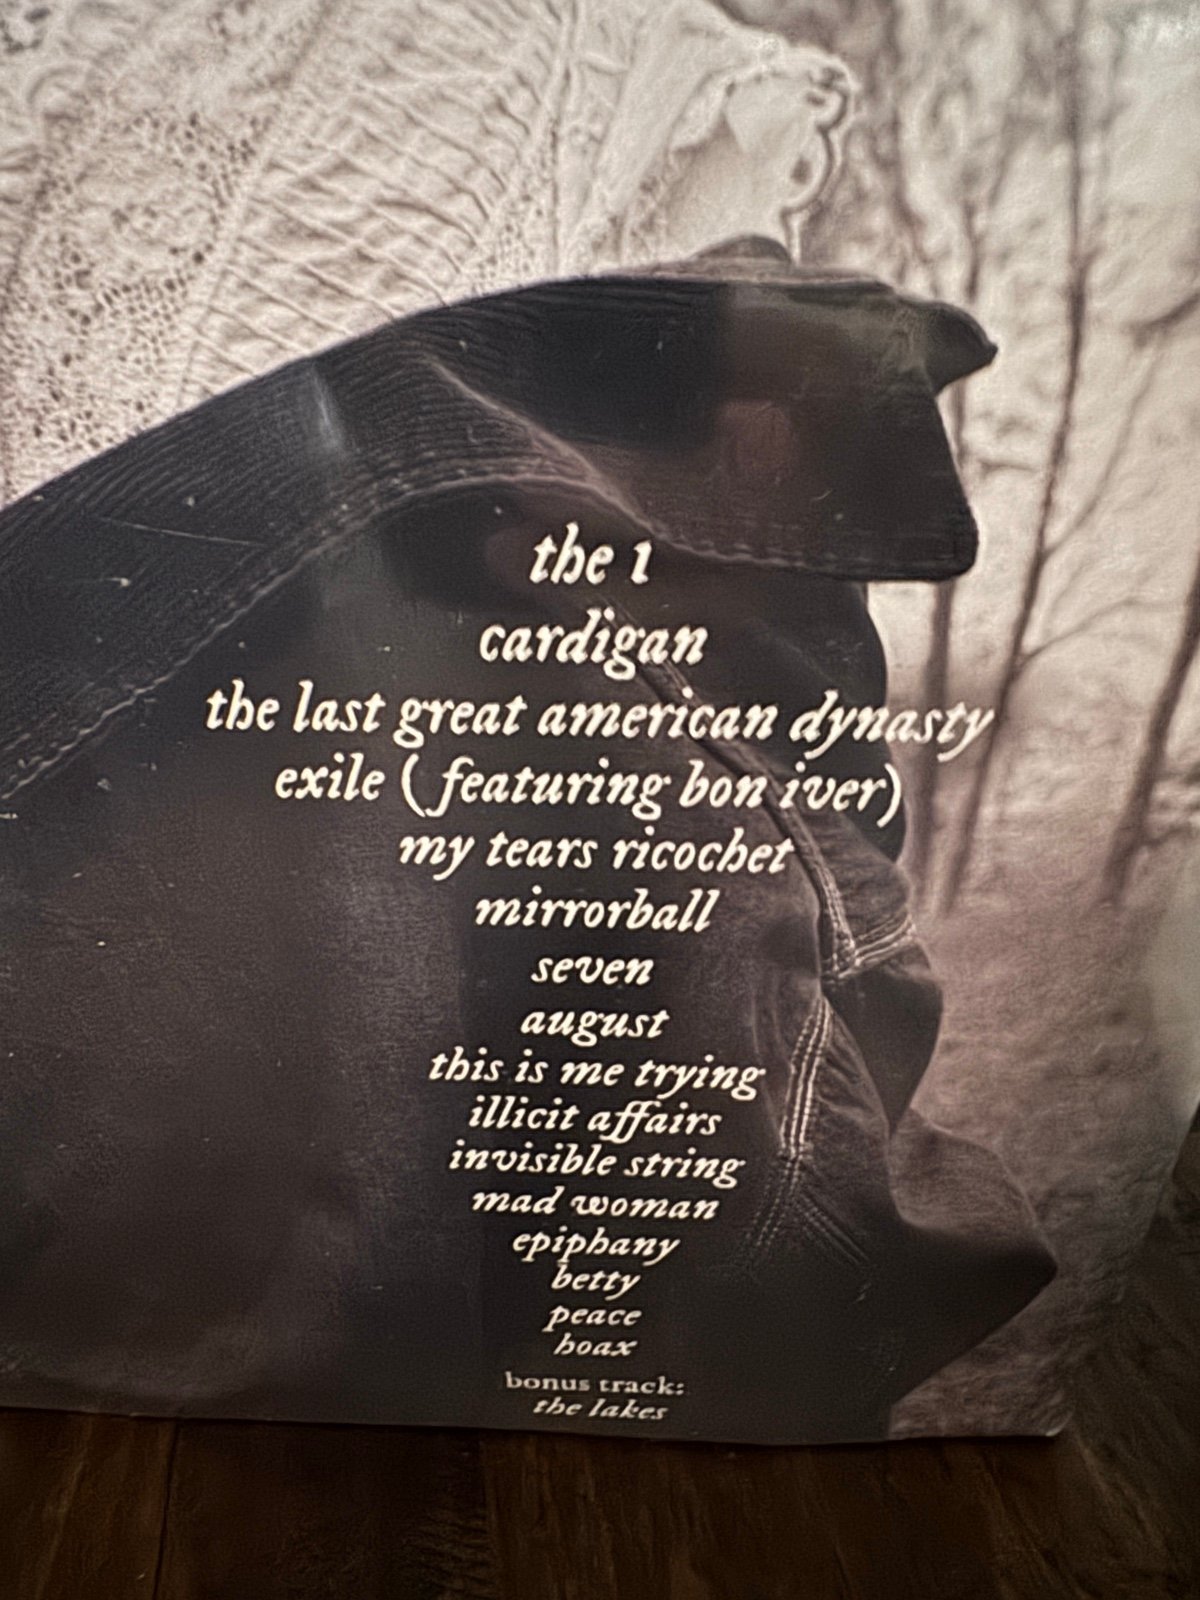 the 1
cardigan
the last great american dynasty
exile (featuring bon iver)
my tears ricochet
mirrorball
seven
august
this is me trying
illicit affairs
invisible string
mad woman
epiphany
betty
peace
hoax
bonus track:
the lakes